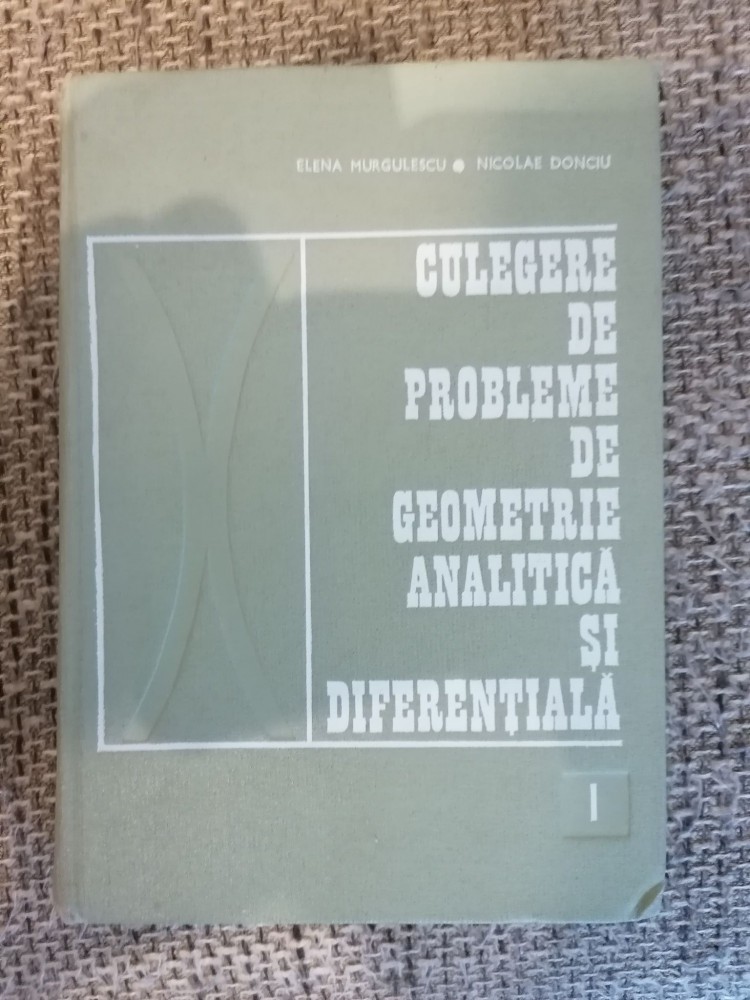 ELENA MURGULESCU • NICOLAE DONCIU
CULEGERE
DE
PROBLEME
DE
GEOMETRIE
ANALITICĂ
ȘI
DIFERENȚIALĂ
I